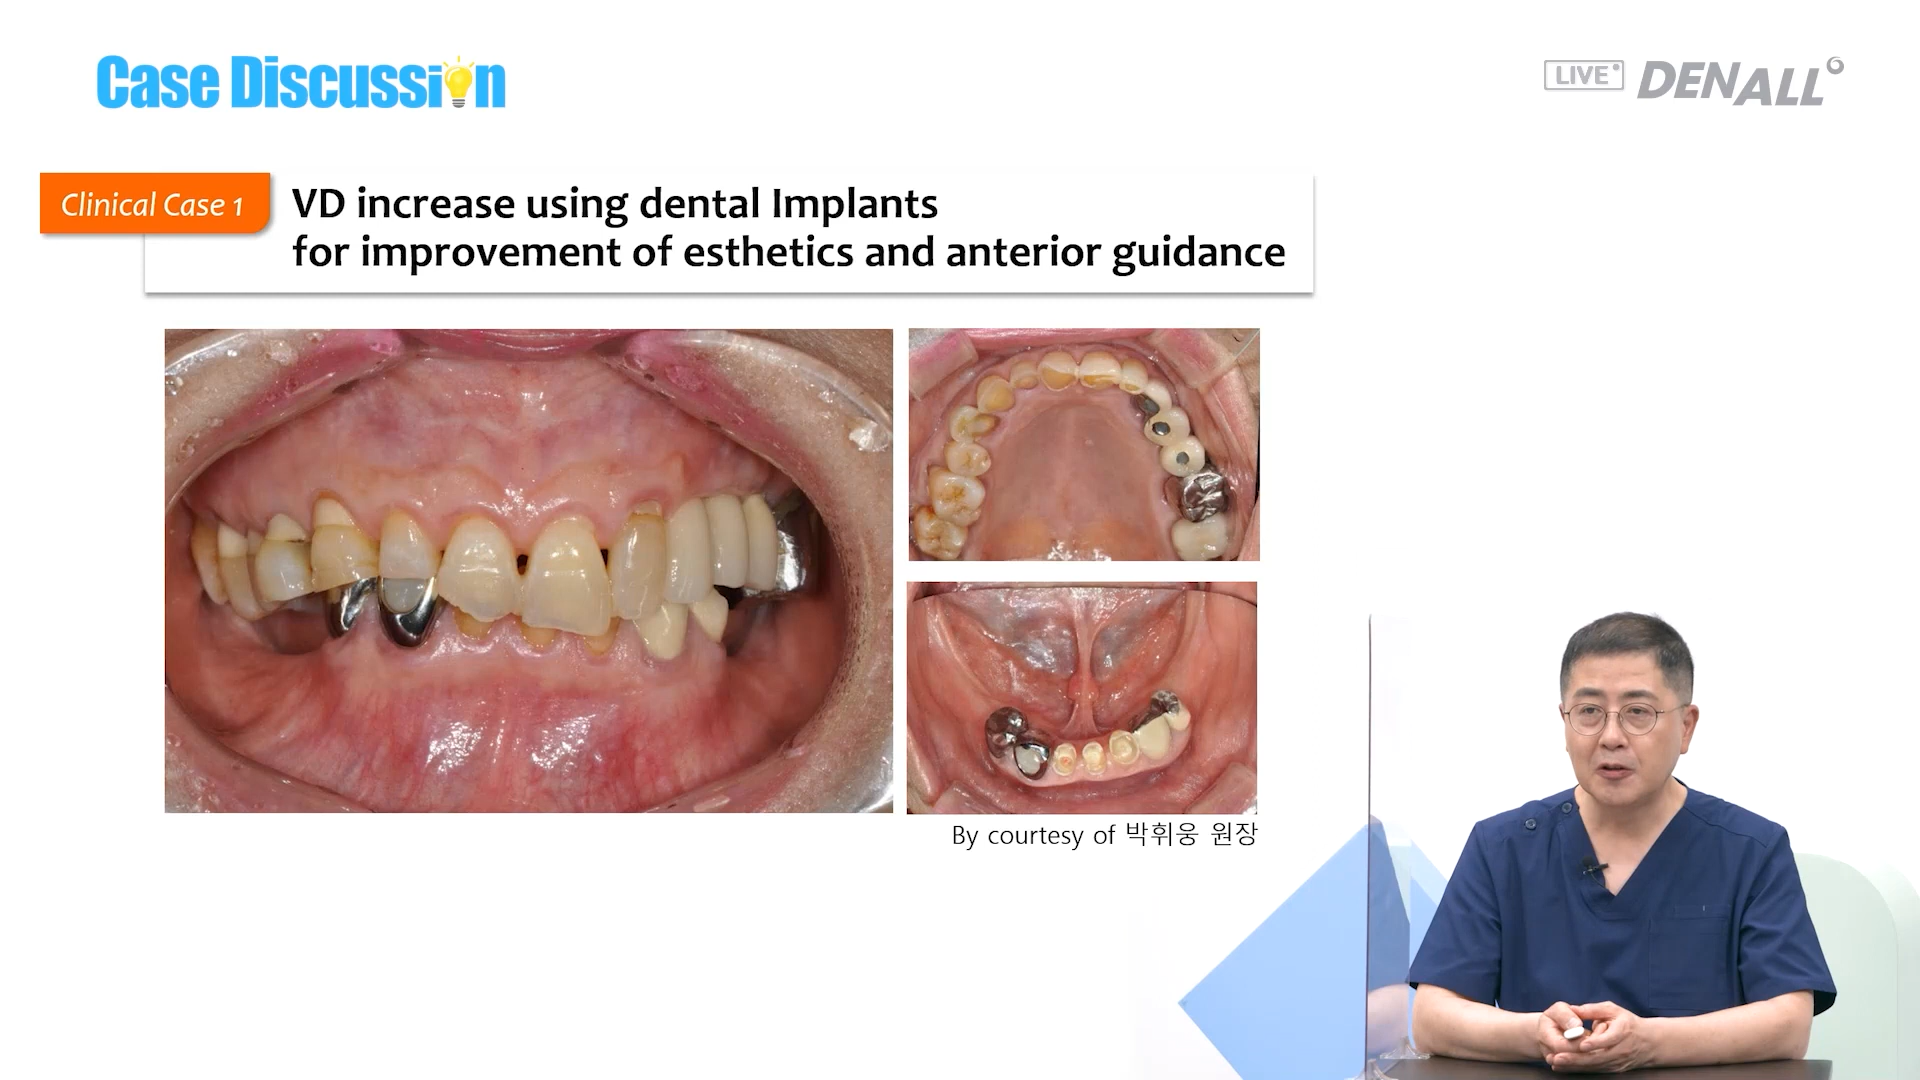 Case Discussion
LIVE DENALL
Clinical Case 1
VD increase using dental Implants
for improvement of esthetics and anterior guidance
By courtesy of 박휘웅 원장